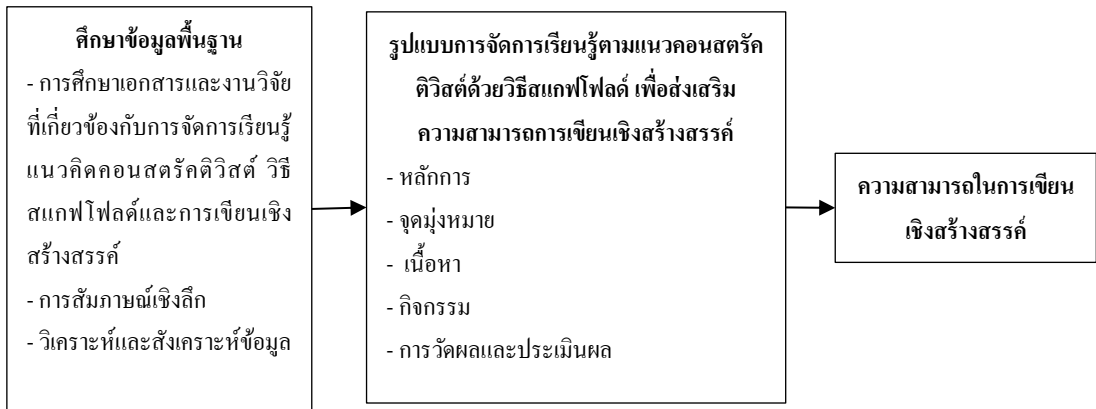 ศึกษาข้อมูลพื้นฐาน
- การศึกษาเอกสารและงานวิจัย
ที่เกี่ยวข้องกับการจัดการเรียนรู้
แนวคิดคอนสตรัคติวิสต์ วิธี
สแกฟโฟลด์และการเขียนเชิง
สร้างสรรค์
- การสัมภาษณ์เชิงลึก
- วิเคราะห์และสังเคราะห์ข้อมูล
รูปแบบการจัดการเรียนรู้ตามแนวคอนสตรัค
ติวิสต์ด้วยวิธีสแกฟโฟลด์ เพื่อส่งเสริม
ความสามารถการเขียนเชิงสร้างสรรค์
- หลักการ
- จุดมุ่งหมาย
- เนื้อหา
- กิจกรรม
- การวัดผลและประเมินผล
ความสามารถในการเขียน
เชิงสร้างสรรค์